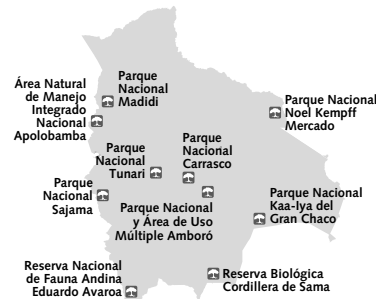 Área Natural
de Manejo
Integrado
Nacional
Apolobamba
Parque
Nacional
Madidi
Parque Nacional
Noel Kempff
Mercado
Parque
Nacional
Tunari
Parque
Nacional
Carrasco
Parque
Nacional
Sajama
Parque Nacional
y Área de Uso
Múltiple Amboró
Parque Nacional
Kaa-Iya del
Gran Chaco
Reserva Nacional
de Fauna Andina
Eduardo Avaroa
Reserva Biológica
Cordillera de Sama